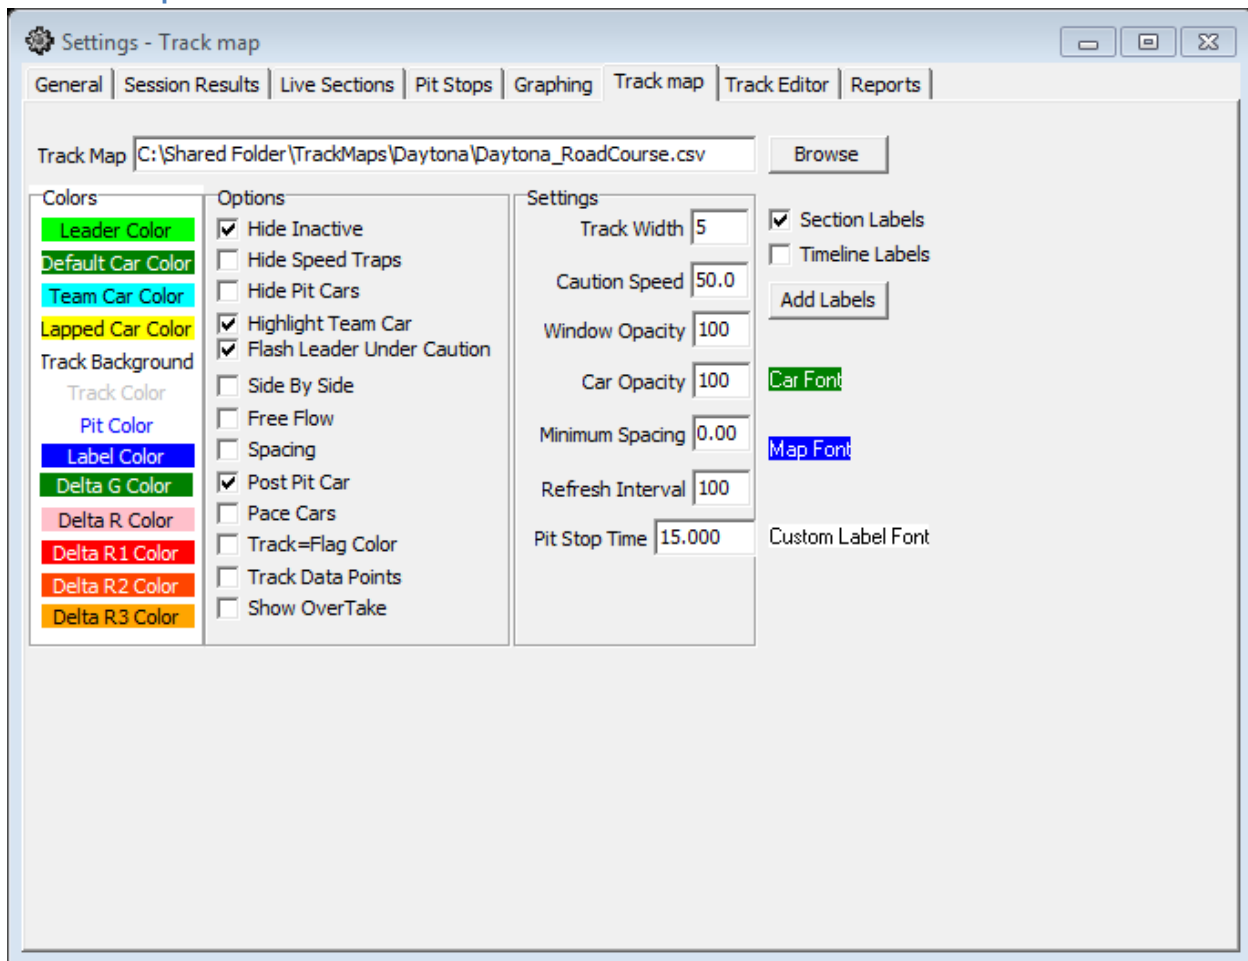 Settings - Track map
General Session Results Live Sections Pit Stops Graphing Track map Track Editor Reports
Track Map C:\Shared Folder\TrackMaps\Daytona\Daytona_RoadCourse.csv Browse
Colors
Leader Color
Default Car Color
Team Car Color
Lapped Car Color
Track Background
Track Color
Pit Color
Label Color
Delta G Color
Delta R Color
Delta R1 Color
Delta R2 Color
Delta R3 Color
Options
Hide Inactive
Hide Speed Traps
Hide Pit Cars
Highlight Team Car
Flash Leader Under Caution
Side By Side
Free Flow
Spacing
Post Pit Car
Pace Cars
Track=Flag Color
Track Data Points
Show OverTake
Settings
Track Width 5
Caution Speed 50.0
Window Opacity 100
Car Opacity 100
Minimum Spacing 0.00
Refresh Interval 100
Pit Stop Time 15.000
Section Labels
Timeline Labels
Add Labels
Car Font
Map Font
Custom Label Font